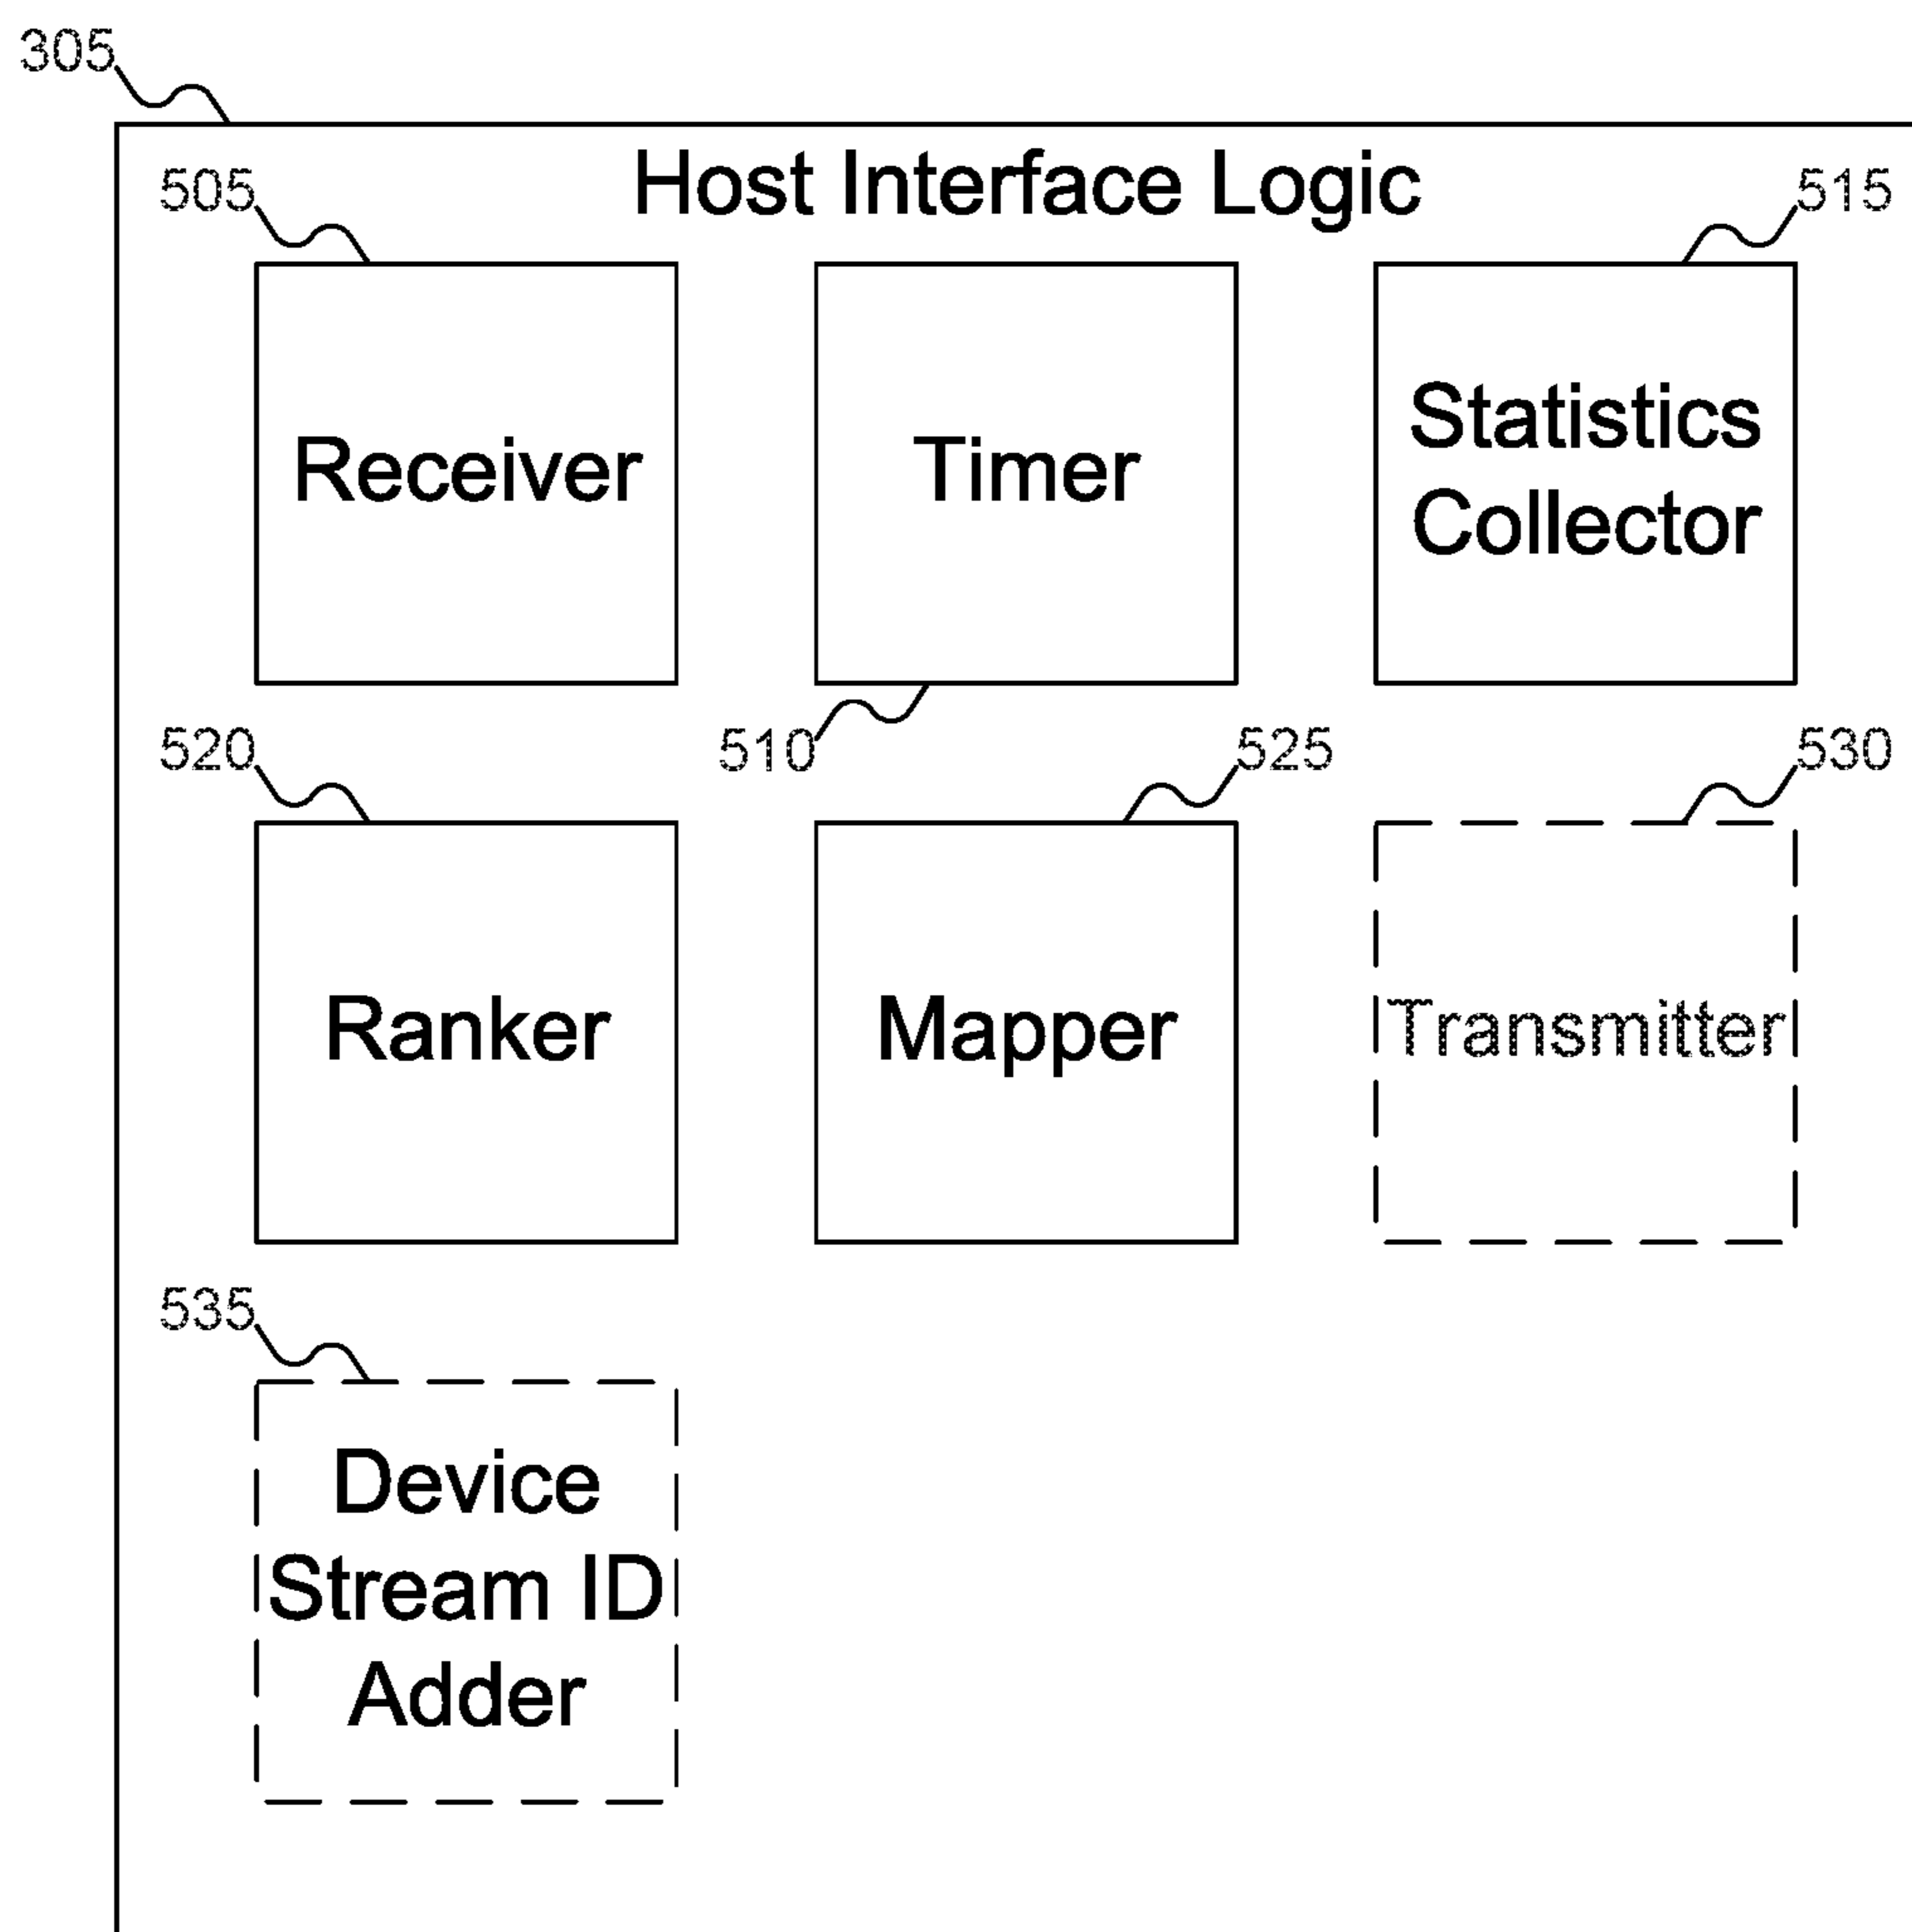 305
Host Interface Logic
505
515
Receiver
Timer
Statistics
Collector
520
510
525
530
Ranker
Mapper
Transmitter
535
Device
Stream ID
Adder